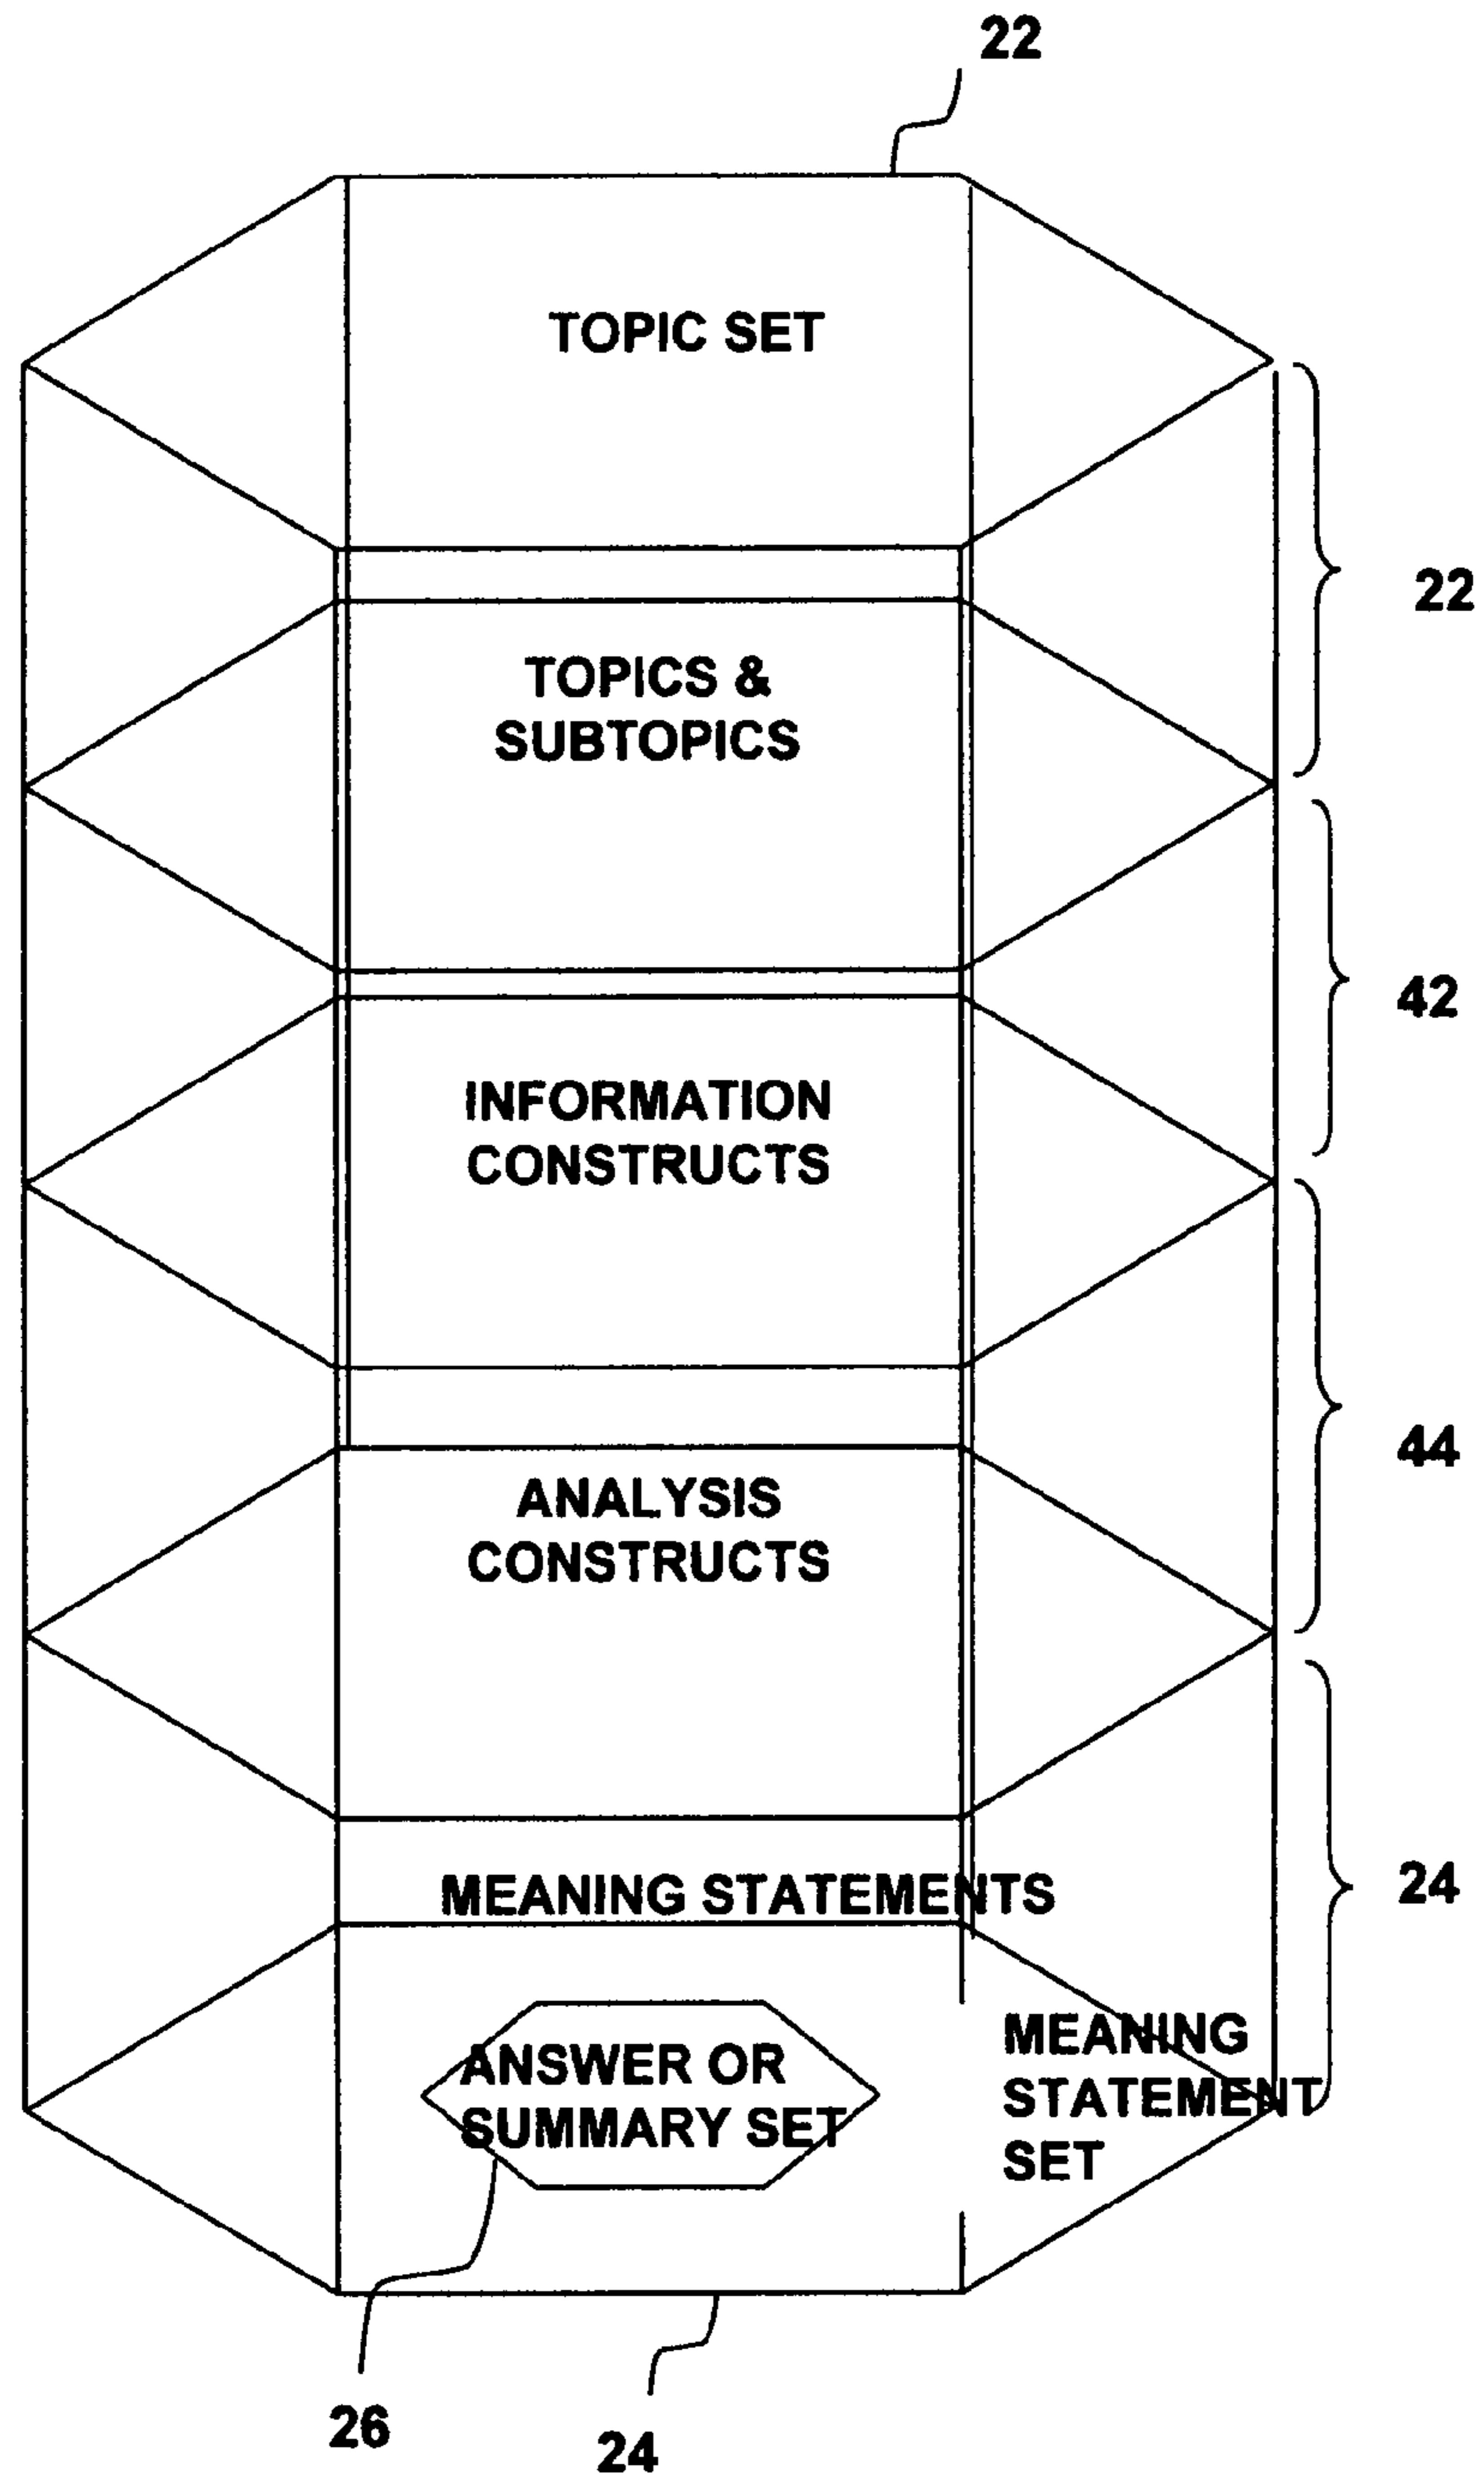 22
TOPIC SET
22
TOPICS &
SUBTOPICS
42
INFORMATION
CONSTRUCTS
44
ANALYSIS
CONSTRUCTS
24
MEANING STATEMENTS
ANSWER OR
SUMMARY SET
MEANING
STATEMENT
SET
26
24